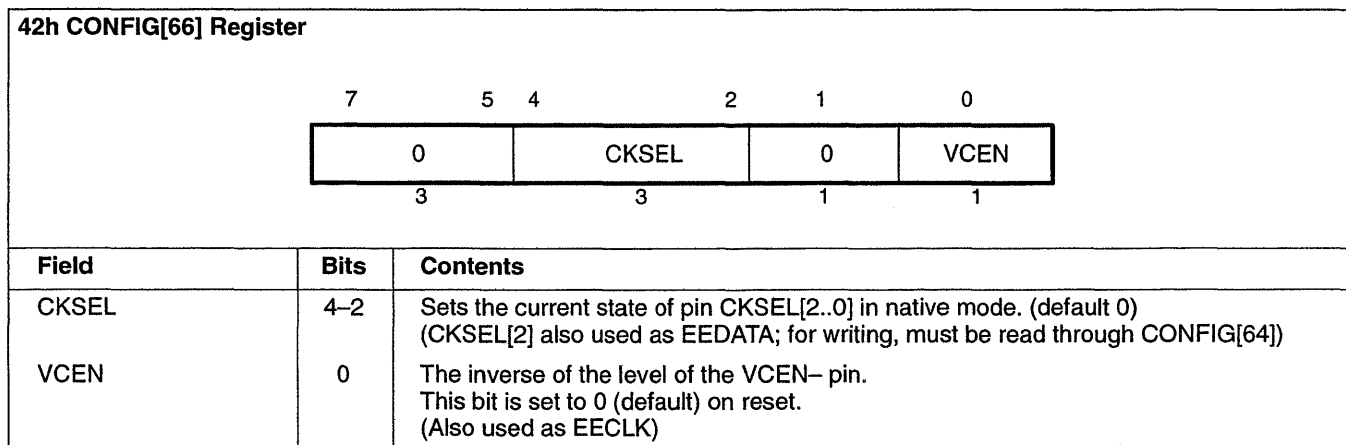 42h CONFIG[66] Register
7 5 4 2 1 0
0 CKSEL 0 VCEN
3 3 1 1
Field Bits Contents
CKSEL 4–2 Sets the current state of pin CKSEL[2..0] in native mode. (default 0)
(CKSEL[2] also used as EEDATA; for writing, must be read through CONFIG[64])
VCEN 0 The inverse of the level of the VCEN– pin.
This bit is set to 0 (default) on reset.
(Also used as EECLK)